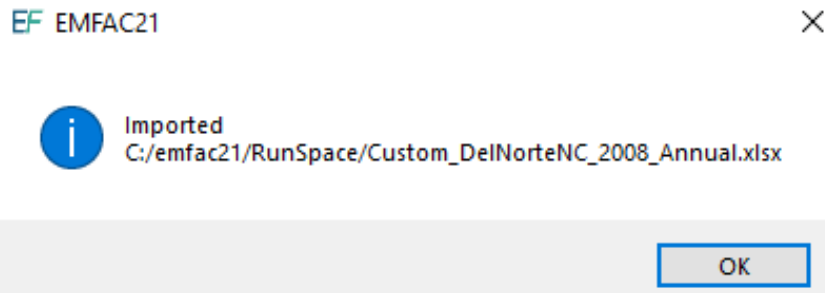 EF EMFAC21
Imported
C:/emfac21/RunSpace/Custom_DelNorteNC_2008_Annual.xlsx
OK